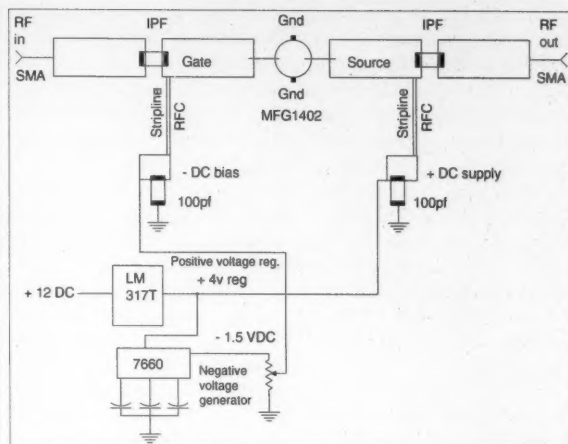 RF
in
SMA
IPF
Gate
Gnd
Gnd
MFG1402
Source
IPF
RF
out
SMA
Stripline
RFC
- DC bias
100pf
Stripline
RFC
+ DC supply
100pf
Positive voltage reg.
+ 4v reg
+ 12 DC
LM
317T
- 1.5 VDC
7660
Negative
voltage
generator